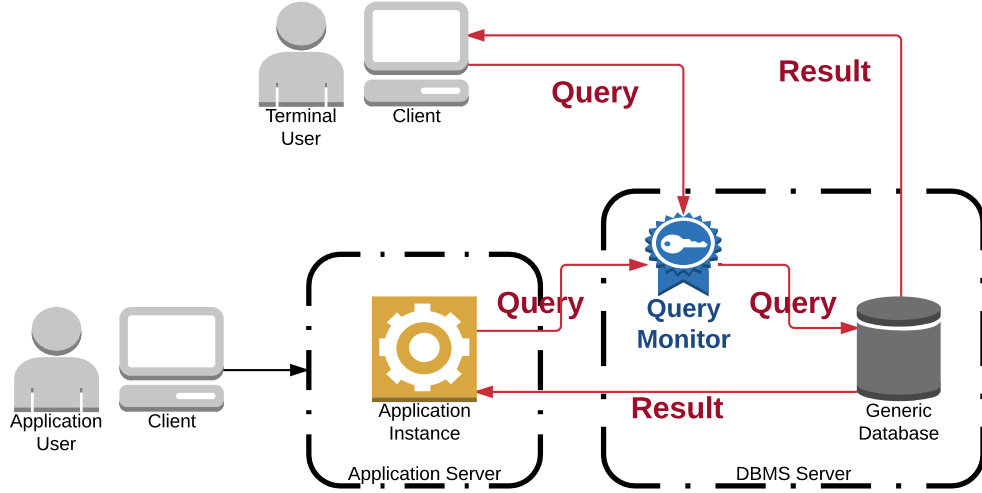 Result
Query
Terminal
User
Client
Query
Query
Query
Monitor
Result
Application
User
Client
Application
Instance
Generic
Database
Application Server
DBMS Server